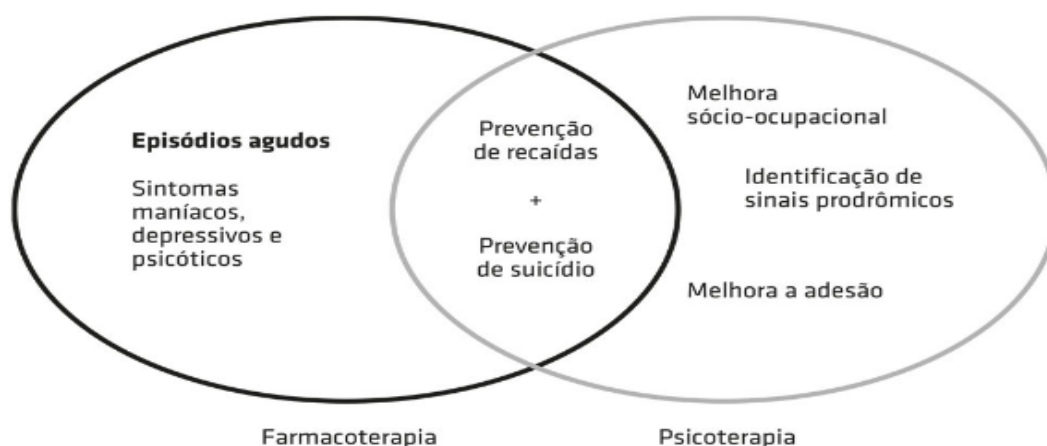 Episódios agudos
Sintomas
maníacos,
depressivos e
psicóticos
Prevenção
de recaídas
+
Prevenção
de suicídio
Melhora
sócio-ocupacional
Identificação de
sinais prodrômicos
Melhora a adesão
Farmacoterapia
Psicoterapia